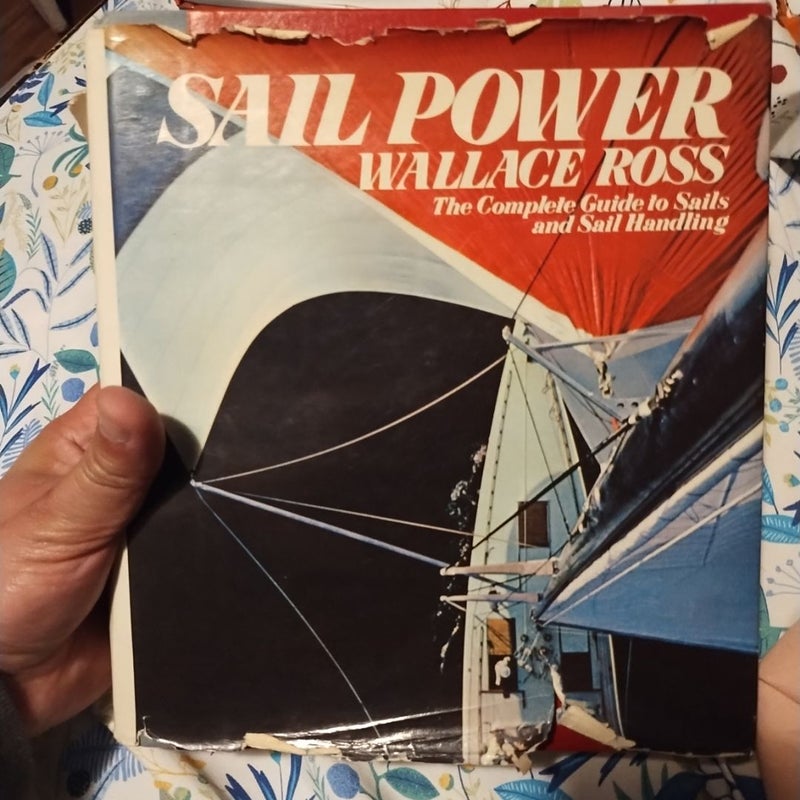 SAIL POWER
WALLACE ROSS
The Complete Guide to Sails
and Sail Handling